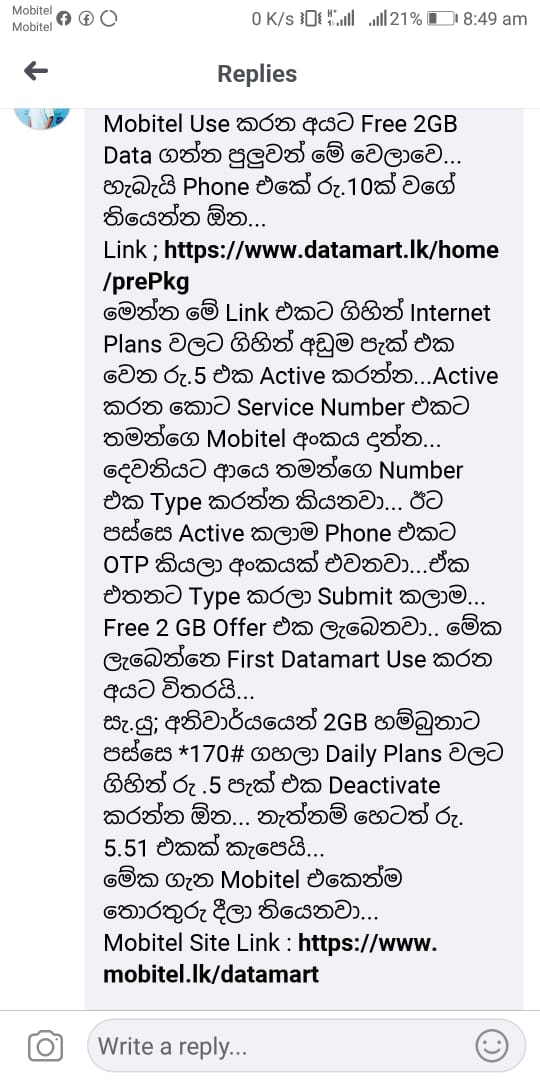 Mobitel
Mobitel
0 K/s
21%
8:49 am
Replies
Mobitel Use කරන අයට Free 2GB
Data ගන්න පුලුවන් මේ වෙලාවෙ...
හැබැයි Phone එකේ රු.10ක් වගේ
තියෙන්න ඕන...
Link ; https://www.datamart.lk/home
/prePkg
මෙන්න මේ Link එකට ගිහින් Internet
Plans වලට ගිහින් අඩුම පැක් එක
වෙන රු.5 එක Active කරන්න...Active
කරන කොට Service Number එකට
තමන්ගෙ Mobitel අංකය දාන්න...
දෙවනියට ආයෙ තමන්ගෙ Number
එක Type කරන්න කියනවා... ඊට
පස්සෙ Active කලාම Phone එකට
OTP කියලා අංකයක් එවනවා...ඒක
එතනට Type කරලා Submit කලාම...
Free 2 GB Offer එක ලැබෙනවා.. මේක
ලැබෙන්නෙ First Datamart Use කරන
අයට විතරයි...
සැ.යු; අනිවාර්යයෙන් 2GB හම්බුනාට
පස්සෙ *170# ගහලා Daily Plans වලට
ගිහින් රු .5 පැක් එක Deactivate
කරන්න ඕන... නැත්නම් හෙටත් රු.
5.51 එකක් කැපෙයි...
මේක ගැන Mobitel එකෙන්ම
තොරතුරු දීලා තියෙනවා...
Mobitel Site Link : https://www.
mobitel.lk/datamart
Write a reply...